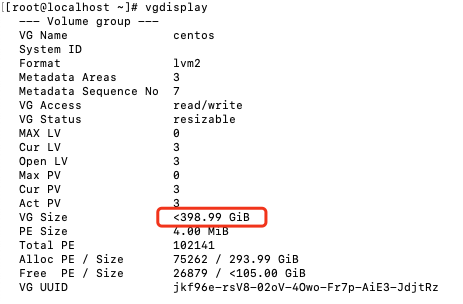 [[root@localhost ~]# vgdisplay
--- Volume group ---
VG Name centos
System ID
Format lvm2
Metadata Areas 3
Metadata Sequence No 7
VG Access read/write
VG Status resizable
MAX LV 0
Cur LV 3
Open LV 3
Max PV 0
Cur PV 3
Act PV 3
VG Size <398.99 GiB
PE Size 4.00 MiB
Total PE 102141
Alloc PE / Size 75262 / 293.99 GiB
Free PE / Size 26879 / <105.00 GiB
VG UUID jkf96e-rsV8-02oV-4Owo-Fr7p-AiE3-JdjtRz